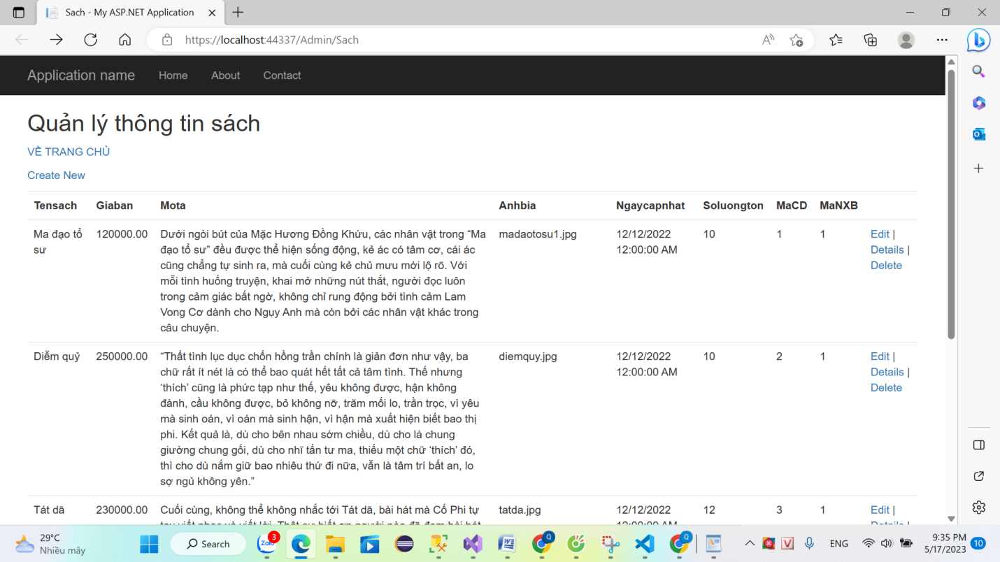 Sach - My ASP.NET Application
https://localhost:44337/Admin/Sach
Application name Home About Contact
Quản lý thông tin sách
VỀ TRANG CHỦ
Create New
Tensach Giaban Mota Anhbia Ngaycapnhat Soluongton MaCD MaNXB
Ma đạo tổ 120000.00 Dưới ngòi bút của Mặc Hương Đồng Khứu, các nhân vật trong “Ma madaotosu1.jpg 12/12/2022 10 1 1 Edit |
sư đạo tổ sư” đều được thể hiện sống động, kẻ ác có tâm cơ, cái ác 12:00:00 AM Details |
cũng chẳng tự sinh ra, mà cuối cùng kẻ chủ mưu mới lộ rõ. Với Delete
mỗi tình huống truyện, khai mở những nút thắt, người đọc luôn
trong cảm giác bất ngờ, không chỉ rung động bởi tình cảm Lam
Vong Cơ dành cho Ngụy Anh mà còn bởi các nhân vật khác trong
câu chuyện.
Diễm quỷ 250000.00 “Thất tình lục dục chốn hồng trần chính là giản đơn như vậy, ba diemquy.jpg 12/12/2022 10 2 1 Edit |
chữ rất ít nét là có thể bao quát hết tất cả tâm tình. Thế nhưng 12:00:00 AM Details |
‘thích’ cũng là phức tạp như thế, yêu không được, hận không Delete
đành, cầu không được, bỏ không nỡ, trăm mối lo, trằn trọc, vì yêu
mà sinh oán, vì oán mà sinh hận, vì hận mà xuất hiện biết bao thị
phi. Kết quả là, dù cho bên nhau sớm chiều, dù cho là chung
giường chung gối, dù cho nhĩ tấn tư ma, thiếu một chữ ‘thích’ đó,
thì cho dù nắm giữ bao nhiêu thứ đi nữa, vẫn là tâm trí bất an, lo
sợ ngủ không yên.”
Tát dã 230000.00 Cuối cùng, không thể không nhắc tới Tát dã, bài hát mà Cố Phi tự tatda.jpg 12/12/2022 12 3 1 Edit |
29°C
Nhiều mây
Search
Zalo 3
ENG
9:35 PM
5/17/2023
10